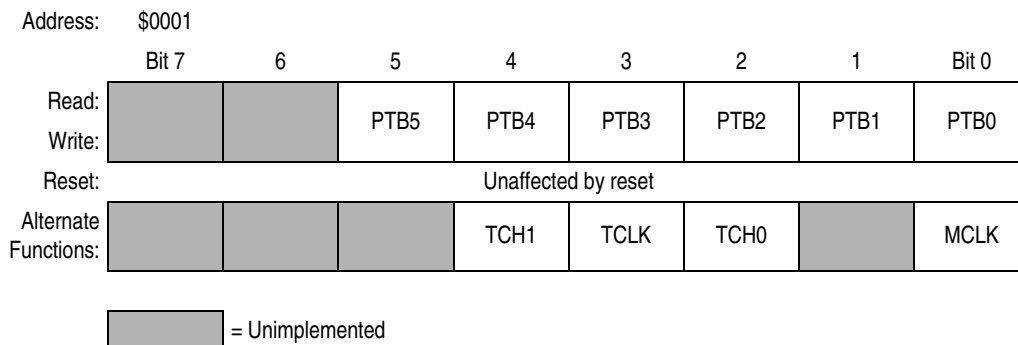 Address: $0001
Bit 7 6 5 4 3 2 1 Bit 0
Read:
Write:
PTB5 PTB4 PTB3 PTB2 PTB1 PTB0
Reset: Unaffected by reset
Alternate
Functions:
TCH1 TCLK TCH0 MCLK
= Unimplemented